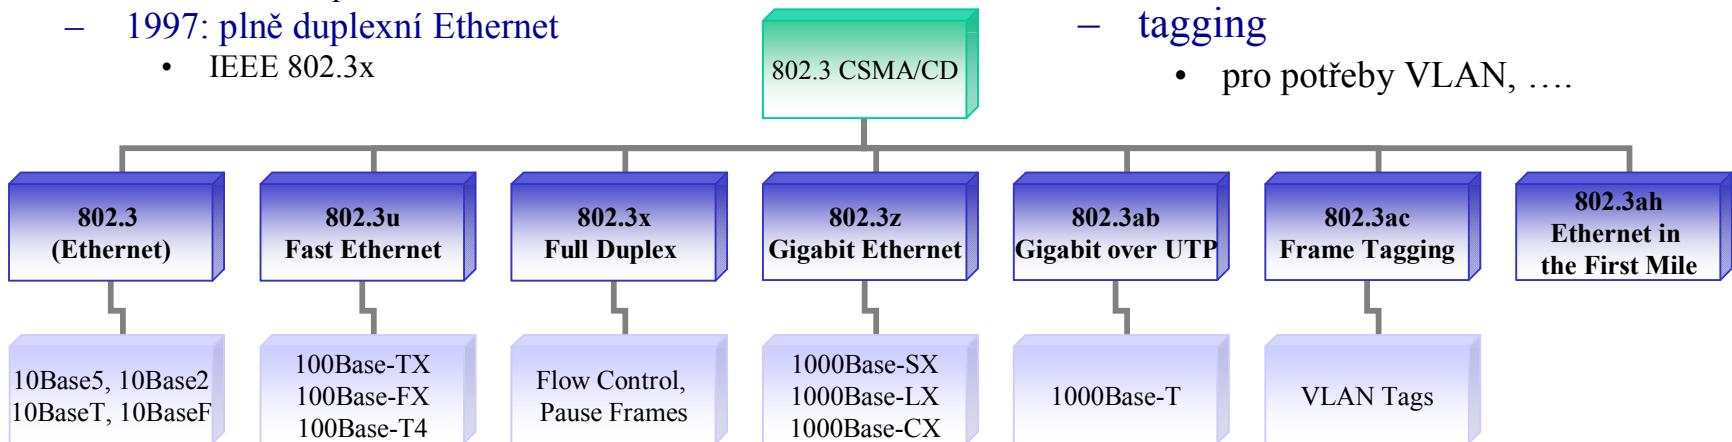 – 1997: plně duplexní Ethernet
• IEEE 802.3x
– tagging
• pro potřeby VLAN, ….
802.3 CSMA/CD
802.3
(Ethernet)
802.3u
Fast Ethernet
802.3x
Full Duplex
802.3z
Gigabit Ethernet
802.3ab
Gigabit over UTP
802.3ac
Frame Tagging
802.3ah
Ethernet in
the First Mile
10Base5, 10Base2
10BaseT, 10BaseF
100Base-TX
100Base-FX
100Base-T4
Flow Control,
Pause Frames
1000Base-SX
1000Base-LX
1000Base-CX
1000Base-T
VLAN Tags